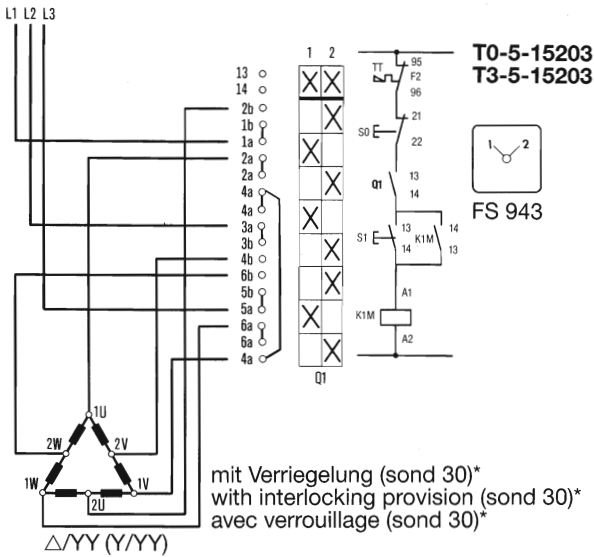 L1 L2 L3
1 2
13
14
2b
1b
1a
2a
2a
4a
4a
3a
3b
4b
6b
5b
5a
6a
6a
4a
Q1
TT
95
F2
96
S0
21
22
Q1
13
14
S1
13
14
K1M
14
13
A1
K1M
A2
T0-5-15203
T3-5-15203
1 2
FS 943
1U
2W 2V
1W 1V
2U
△/YY (Y/YY)
mit Verriegelung (sond 30)*
with interlocking provision (sond 30)*
avec verrouillage (sond 30)*